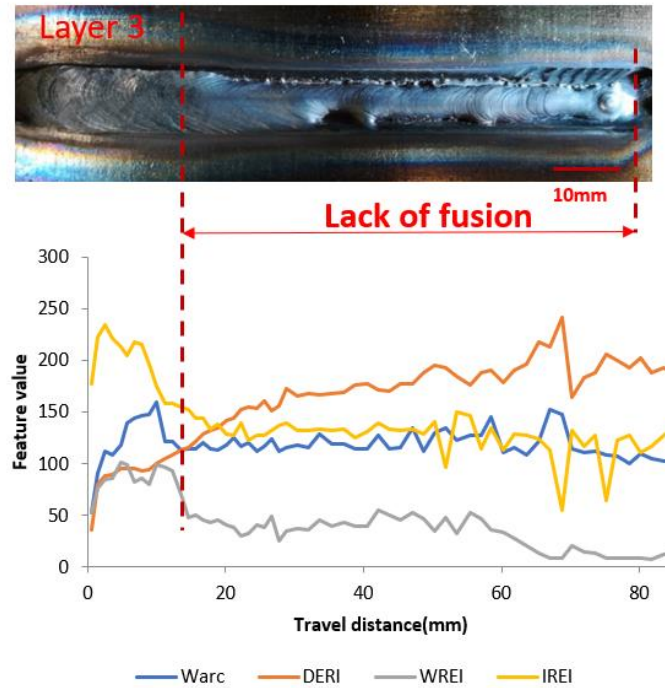 Layer 3
10mm
Lack of fusion
300
250
200
150
100
50
0
Feature value
0 20 40 60 80
Travel distance(mm)
Warc DERI WREI IREI